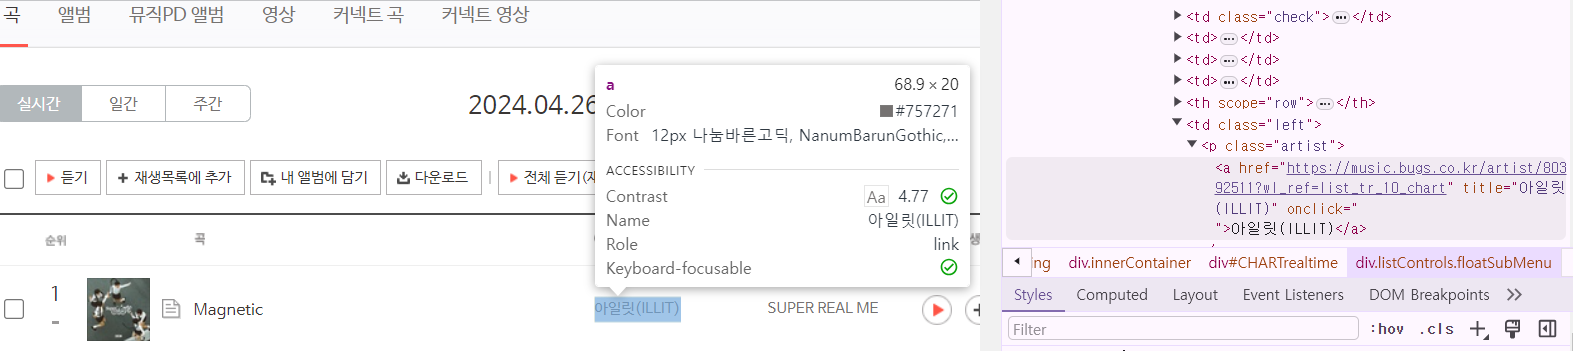 곡 앨범 뮤직PD 앨범 영상 커넥트 곡 커넥트 영상
실시간 일간 주간
2024.04.26
듣기 재생목록에 추가 내 앨범에 담기 다운로드 | 전체 듣기(재
순위 곡
1 Magnetic 아일릿(ILLIT) SUPER REAL ME
a 68.9 × 20
Color #757271
Font 12px 나눔바른고딕, NanumBarunGothic,...
ACCESSIBILITY
Contrast Aa 4.77
Name 아일릿(ILLIT)
Role link
Keyboard-focusable
생
<td class="check">…</td>
<td>…</td>
<td>…</td>
<td>…</td>
<th scope="row">…</th>
<td class="left">
<p class="artist">
<a href="https://music.bugs.co.kr/artist/803
92511?wl_ref=list_tr_10_chart" title="아일릿
(ILLIT)" onclick="
">아일릿(ILLIT)</a>
ing div.innerContainer div#CHARTrealtime div.listControls.floatSubMenu
Styles Computed Layout Event Listeners DOM Breakpoints
Filter :hov .cls